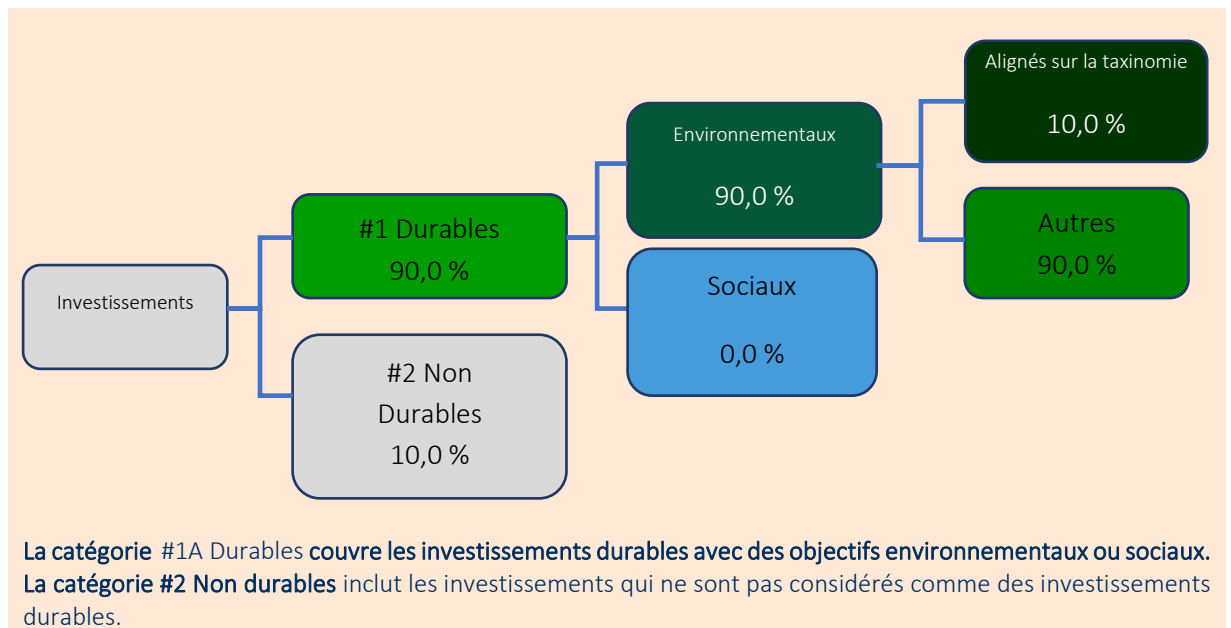 Investissements
#1 Durables
90,0 %
#2 Non
Durables
10,0 %
Environnementaux
90,0 %
Sociaux
0,0 %
Alignés sur la taxinomie
10,0 %
Autres
90,0 %
La catégorie #1A Durables couvre les investissements durables avec des objectifs environnementaux ou sociaux.
La catégorie #2 Non durables inclut les investissements qui ne sont pas considérés comme des investissements
durables.